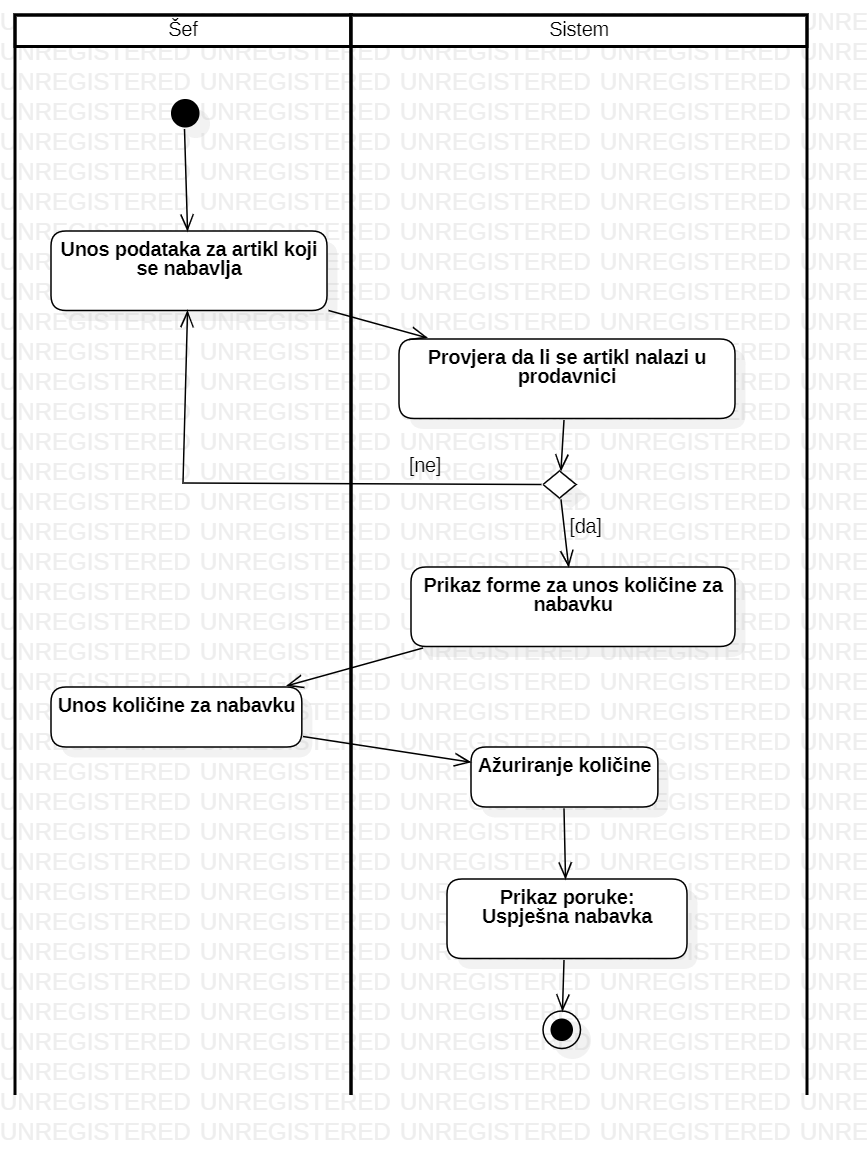 Šef
Sistem
Unos podataka za artikl koji
se nabavlja
Provjera da li se artikl nalazi u
prodavnici
[ne]
[da]
Prikaz forme za unos količine za
nabavku
Unos količine za nabavku
Ažuriranje količine
Prikaz poruke:
Uspješna nabavka
UNREGISTERED